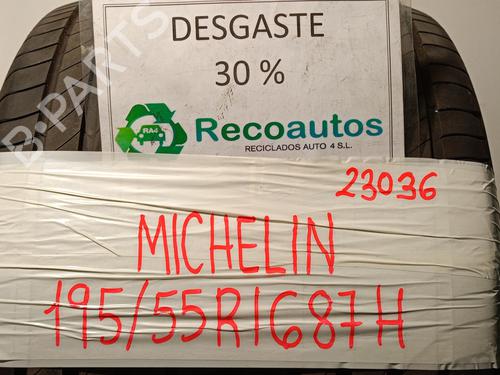 DESGASTE
30 %
RA4
Recoautos
RECICLADOS AUTO 4 S.L.
B-PARTS
23036
MICHELIN
195/55R1687H